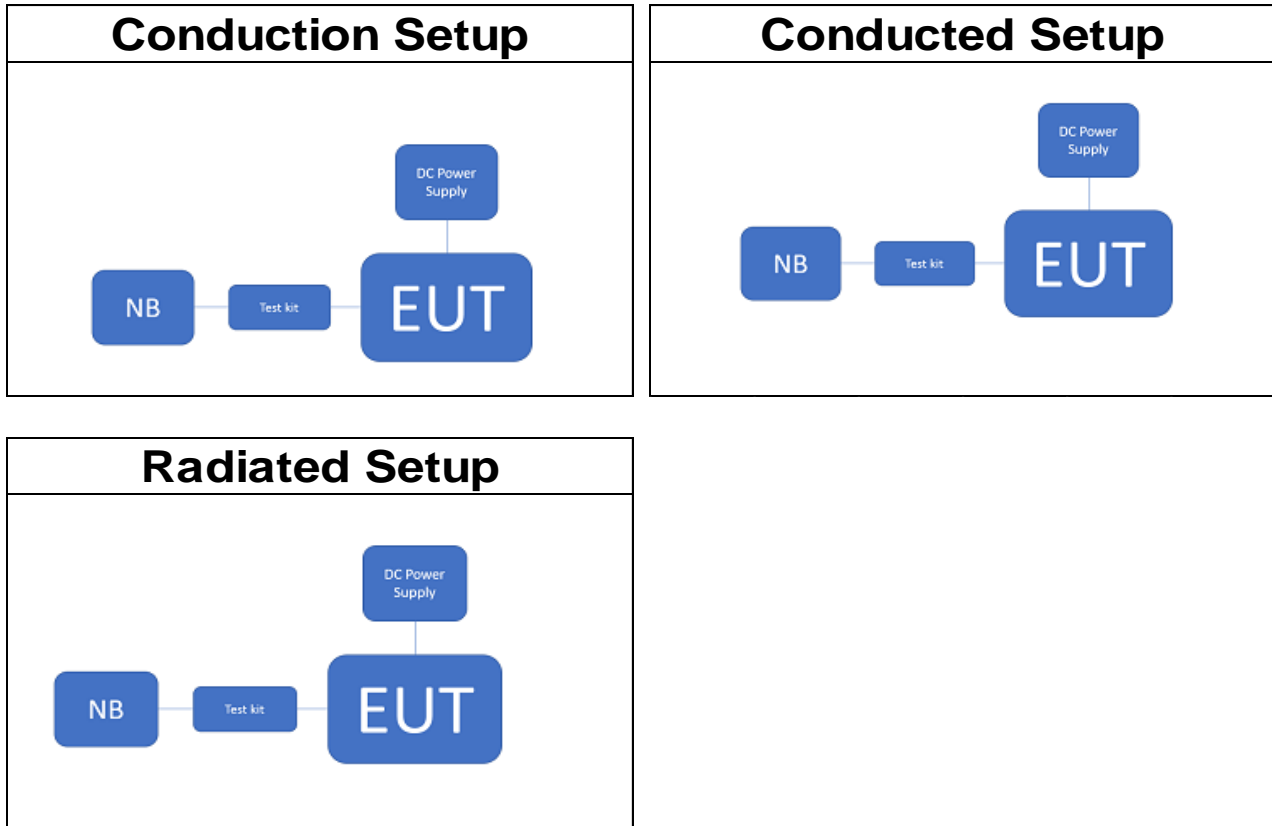 Conduction Setup
DC Power
Supply
NB
Test kit
EUT
Conducted Setup
DC Power
Supply
NB
Test kit
EUT
Radiated Setup
DC Power
Supply
NB
Test kit
EUT